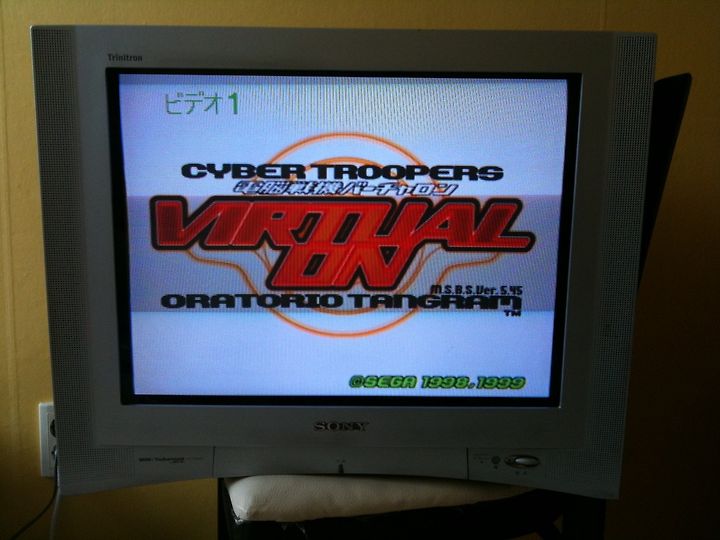 Trinitron
ビデオ1
CYBER TROOPERS
電脳戦機バーチャロン
VIRTUAL
ON
M.S.B.S.Ver.5.45
ORATORIO TANGRAM
TM
©SEGA 1998,1999
SONY